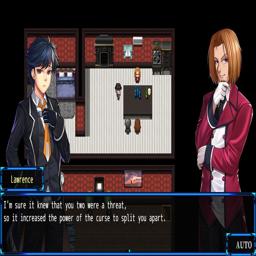 Lawrence
I'm sure it knew that you two were a threat,
so it increased the power of the curse to split you apart.
AUTO